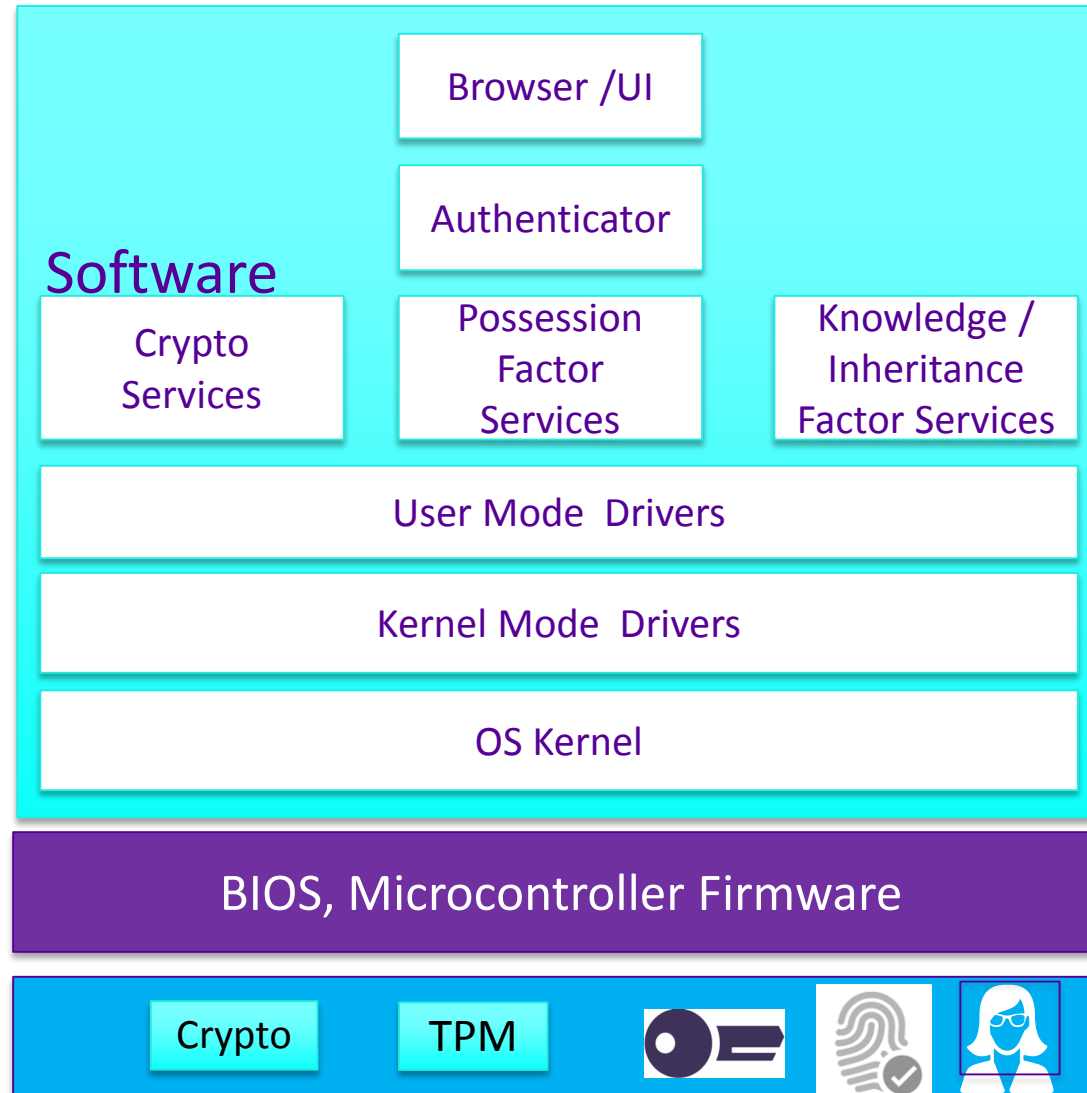 Browser /UI
Authenticator
Software
Crypto
Services
Possession
Factor
Services
Knowledge /
Inheritance
Factor Services
User Mode  Drivers
Kernel Mode  Drivers
OS Kernel
BIOS, Microcontroller Firmware
Crypto
TPM